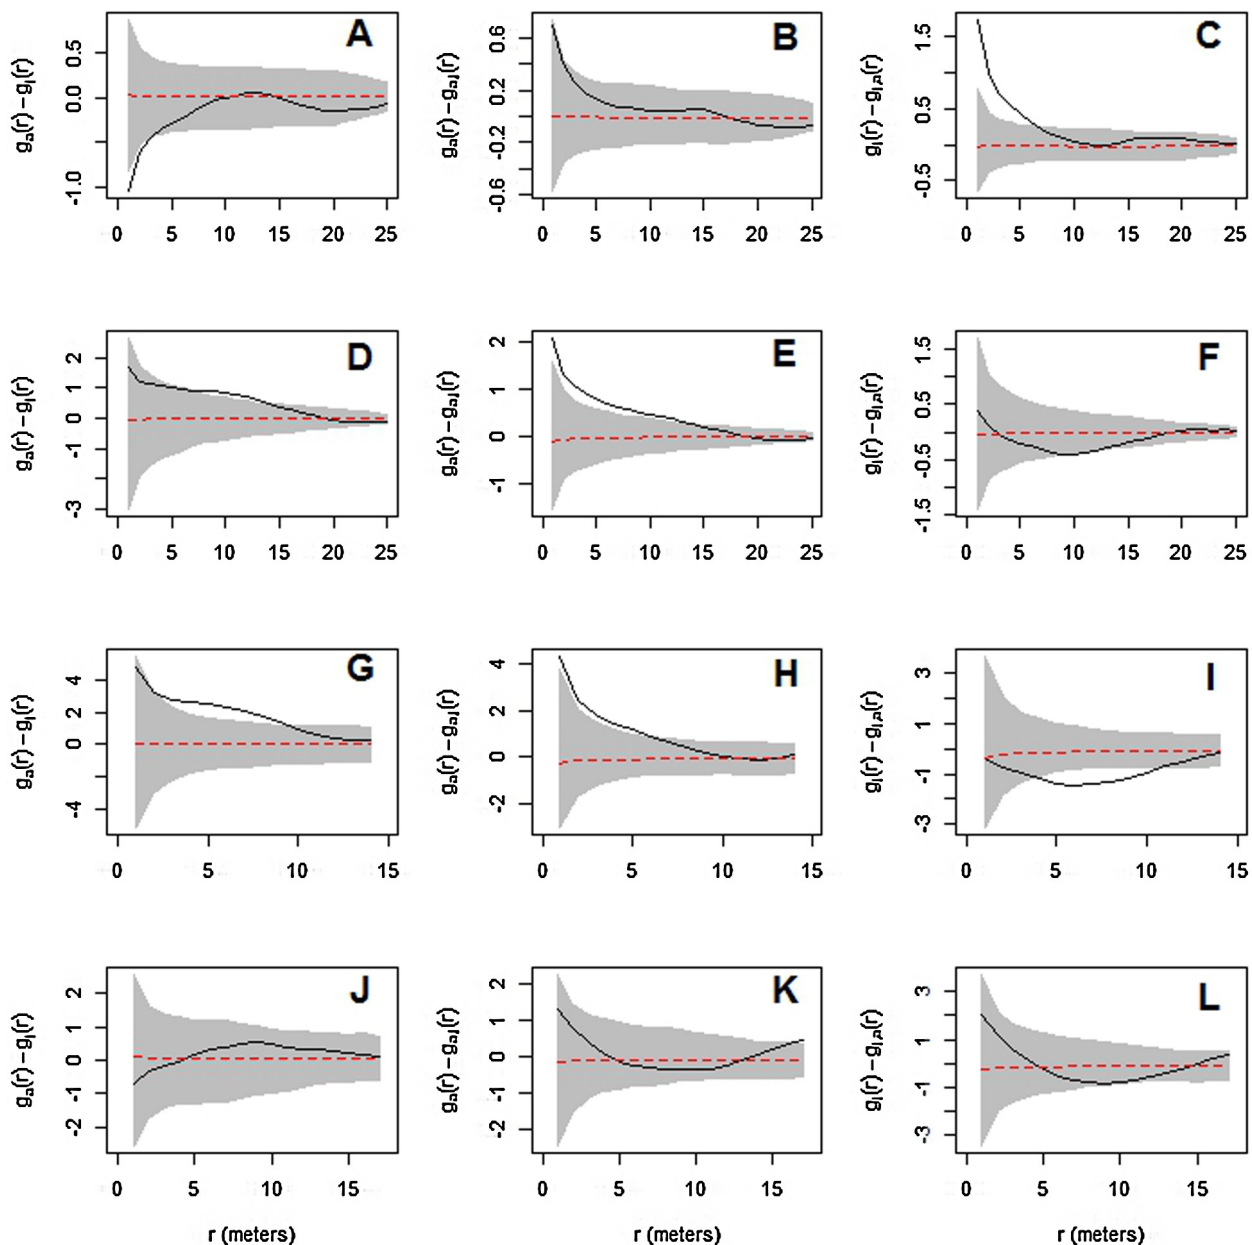 A
ga(r) − gl(r)
0.5
0.0
-1.0
0 5 10 15 20 25
B
ga(r) − ga,l(r)
0.6
0.2
-0.2
-0.6
0 5 10 15 20 25
C
gl(r) − gl,a(r)
1.5
0.5
-0.5
0 5 10 15 20 25
D
ga(r) − gl(r)
2
1
0
-1
-3
0 5 10 15 20 25
E
ga(r) − ga,l(r)
2
1
0
-1
0 5 10 15 20 25
F
gl(r) − gl,a(r)
1.5
0.5
-0.5
-1.5
0 5 10 15 20 25
G
ga(r) − gl(r)
4
2
0
-4
0 5 10 15
H
ga(r) − ga,l(r)
4
2
0
-2
0 5 10 15
I
gl(r) − gl,a(r)
3
1
-1
-3
0 5 10 15
J
ga(r) − gl(r)
2
1
0
-1
-2
0 5 10 15
r (meters)
K
ga(r) − ga,l(r)
2
1
0
-1
-2
0 5 10 15
L
gl(r) − gl,a(r)
3
1
-1
-3
0 5 10 15
r (meters)